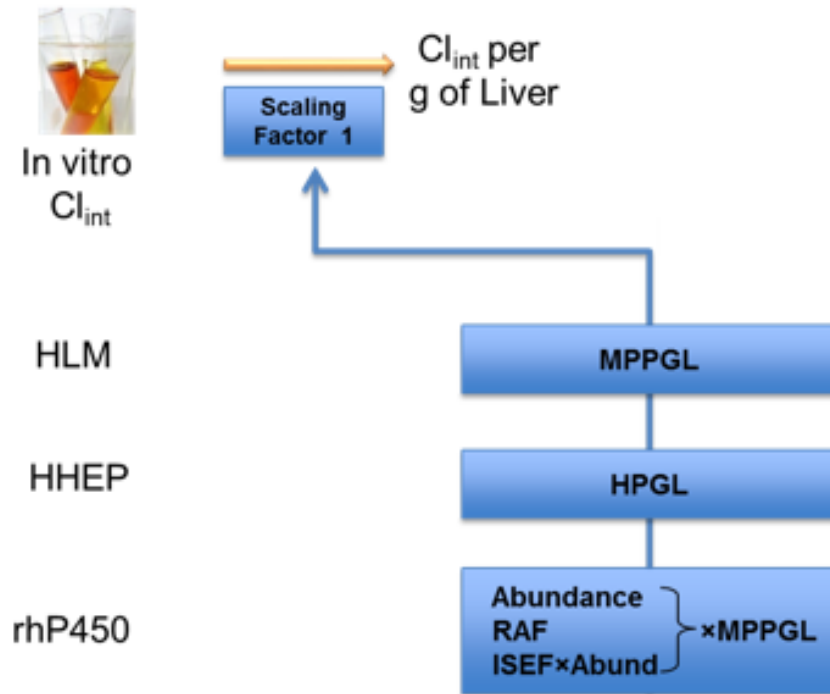 Cl_int per
g of Liver
Scaling
Factor 1
In vitro
Cl_int
HLM
MPPGL
HHEP
HPGL
rhP450
Abundance
RAF
ISEF×Abund
×MPPGL